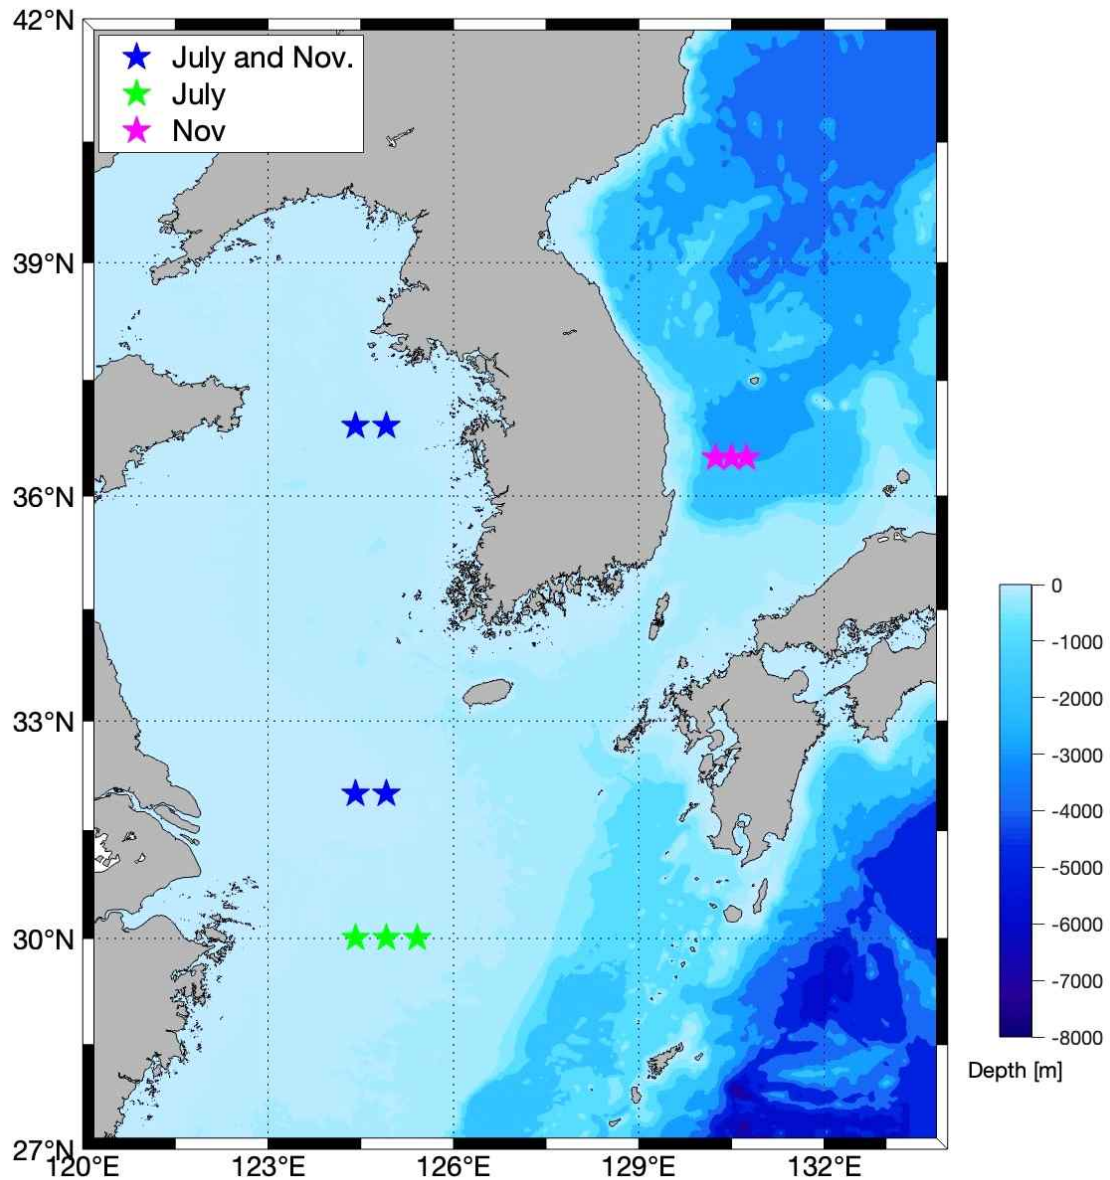 42°N
July and Nov.
July
Nov
39°N
36°N
33°N
30°N
27°N
120°E
123°E
126°E
129°E
132°E
0
-1000
-2000
-3000
-4000
-5000
-6000
-7000
-8000
Depth [m]